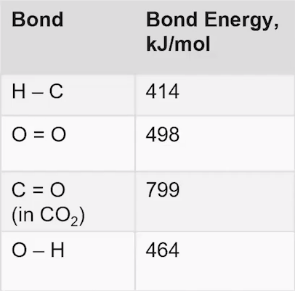 Bond Bond Energy, kJ/mol
H – C 414
O = O 498
C = O (in CO₂) 799
O – H 464